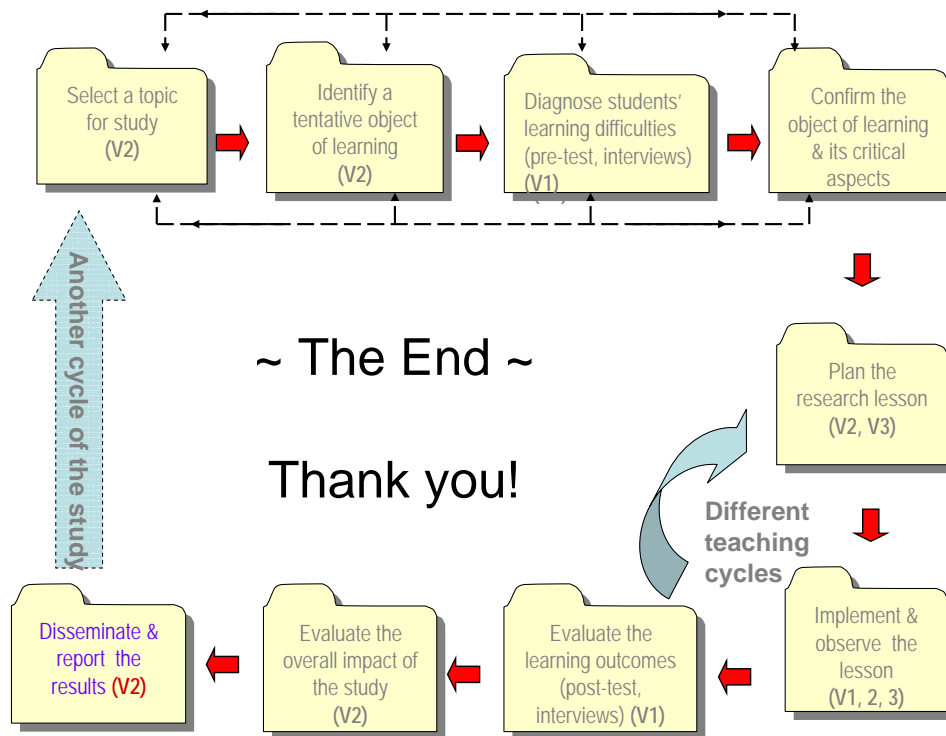 Select a topic
for study
(V2)
Identify a
tentative object
of learning
(V2)
Diagnose students'
learning difficulties
(pre-test, interviews)
(V1)
Confirm the
object of learning
& its critical
aspects
Another cycle of the study
~ The End ~
Thank you!
Plan the
research lesson
(V2, V3)
Different
teaching
cycles
Disseminate &
report the
results (V2)
Evaluate the
overall impact of
the study
(V2)
Evaluate the
learning outcomes
(post-test,
interviews) (V1)
Implement &
observe the
lesson
(V1, 2, 3)